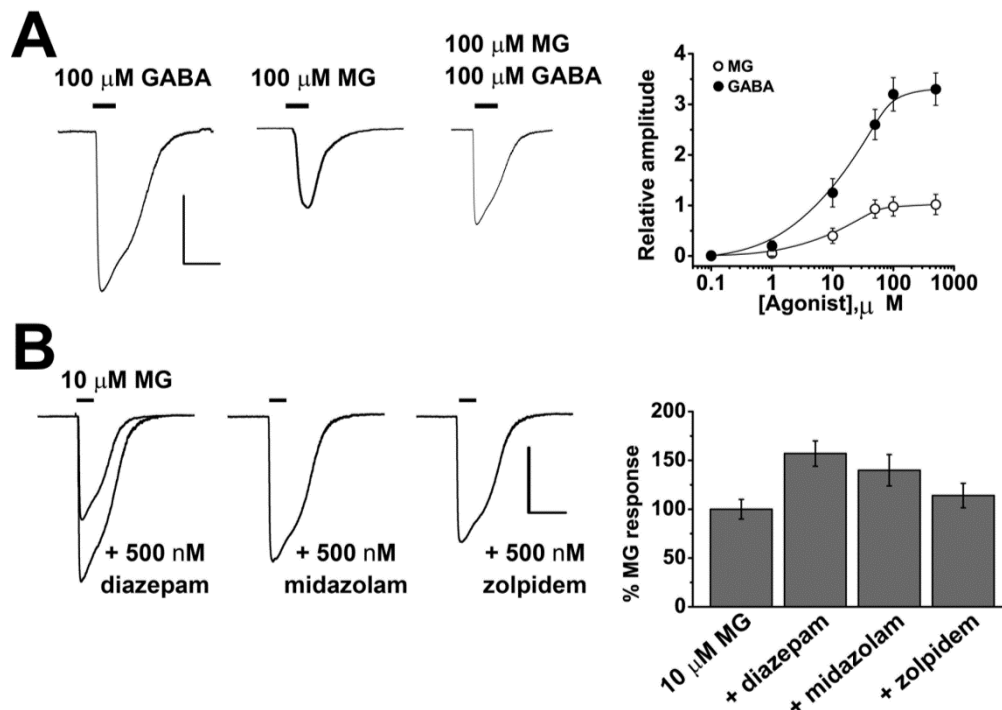 A
100 μM GABA
100 μM MG
100 μM MG
100 μM GABA
MG
GABA
Relative amplitude
4
3
2
1
0
0.1
1
10
100
1000
[Agonist],μ M
B
10 μM MG
+ 500 nM
diazepam
+ 500 nM
midazolam
+ 500 nM
zolpidem
% MG response
200
150
100
50
0
10 μM MG
+ diazepam
+ midazolam
+ zolpidem